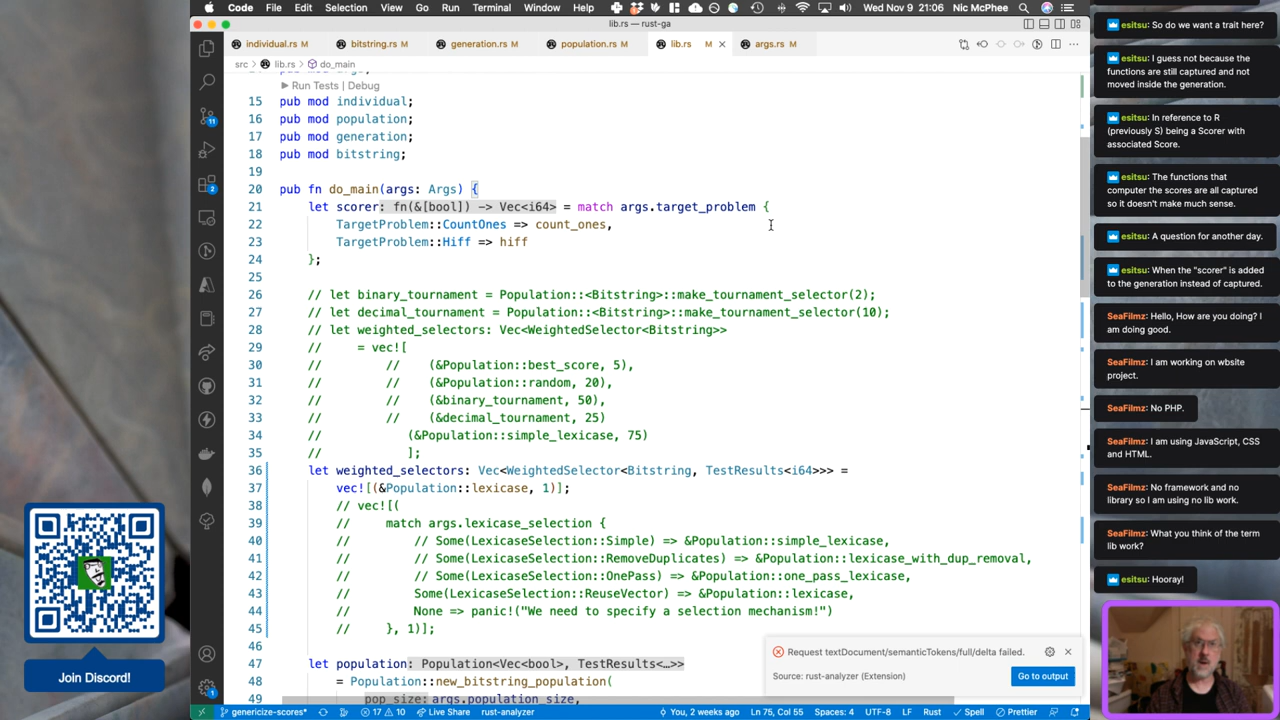 Code File Edit Selection View Go Run Terminal Window Help
Wed Nov 9 21:06 Nic McPhee
lib.rs — rust-ga
individual.rs M bitstring.rs M generation.rs M population.rs M lib.rs M args.rs M
src > lib.rs > do_main
Run Tests | Debug
15 pub mod individual;
16 pub mod population;
17 pub mod generation;
18 pub mod bitstring;
19
20 pub fn do_main(args: Args) {
21 let scorer: fn(&[bool]) -> Vec<i64> = match args.target_problem {
22 TargetProblem::CountOnes => count_ones,
23 TargetProblem::Hiff => hiff
24 };
25
26 // let binary_tournament = Population::<Bitstring>::make_tournament_selector(2);
27 // let decimal_tournament = Population::<Bitstring>::make_tournament_selector(10);
28 // let weighted_selectors: Vec<WeightedSelector<Bitstring>>
29 // = vec![
30 // // (&Population::best_score, 5),
31 // // (&Population::random, 20),
32 // // (&binary_tournament, 50),
33 // // (&decimal_tournament, 25)
34 // (&Population::simple_lexicase, 75)
35 // ];
36 let weighted_selectors: Vec<WeightedSelector<Bitstring, TestResults<i64>>> =
37 vec![(&Population::lexicase, 1)];
38 // vec![(
39 // match args.lexicase_selection {
40 // // Some(LexicaseSelection::Simple) => &Population::simple_lexicase,
41 // // Some(LexicaseSelection::RemoveDuplicates) => &Population::lexicase_with_dup_removal,
42 // // Some(LexicaseSelection::OnePass) => &Population::one_pass_lexicase,
43 // Some(LexicaseSelection::ReuseVector) => &Population::lexicase,
44 // None => panic!("We need to specify a selection mechanism!")
45 // }, 1)];
46
47 let population: Population<Vec<bool>, TestResults<…>>
48 = Population::new_bitstring_population(
49 pop_size: args.population_size,
Request textDocument/semanticTokens/full/delta failed.
Source: rust-analyzer (Extension)
Go to output
genericize-scores* 17 10 Live Share rust-analyzer You, 2 weeks ago Ln 75, Col 55 Spaces: 4 UTF-8 LF Rust Spell Prettier
11
2
1
Join Discord!
esitsu: So do we want a trait here?
esitsu: I guess not because the
functions are still captured and not
moved inside the generation.
esitsu: In reference to R
(previously S) being a Scorer with
associated Score.
esitsu: The functions that
compute the scores are all captured
so it doesn't make much sense.
esitsu: A question for another day.
esitsu: When the "scorer" is added
to the generation instead of captured.
SeaFilmz: Hello, How are you doing? I
am doing good.
SeaFilmz: I am working on wbsite
project.
SeaFilmz: No PHP.
SeaFilmz: I am using JavaScript, CSS
and HTML.
SeaFilmz: No framework and no
library so I am using no lib work.
SeaFilmz: What you think of the term
lib work?
esitsu: Hooray!